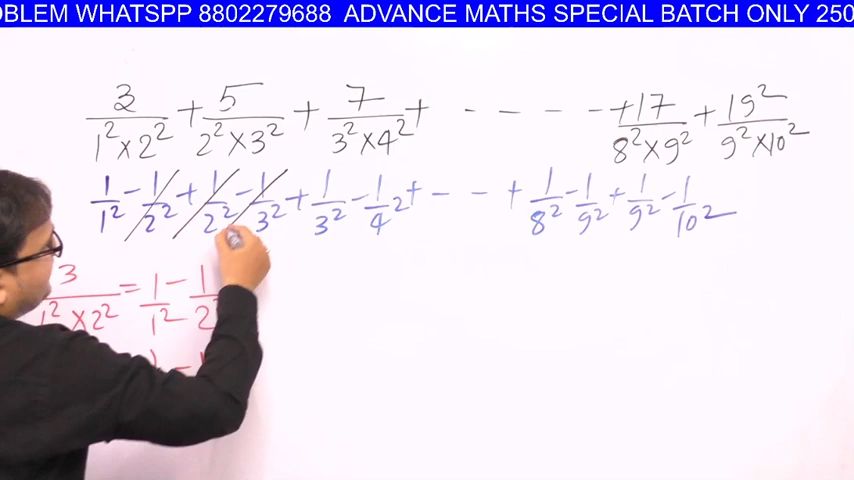 OBLEM WHATSPP 8802279688 ADVANCE MATHS SPECIAL BATCH ONLY 250
3/(1²×2²) + 5/(2²×3²) + 7/(3²×4²) + - - - - + 17/(8²×9²) + 19²/(9²×10²)
1/1² - 1/2² + 1/2² - 1/3² + 1/3² - 1/4² + - - + 1/8² - 1/9² + 1/9² - 1/10²
3/(1²×2²) = 1/1² - 1/2²